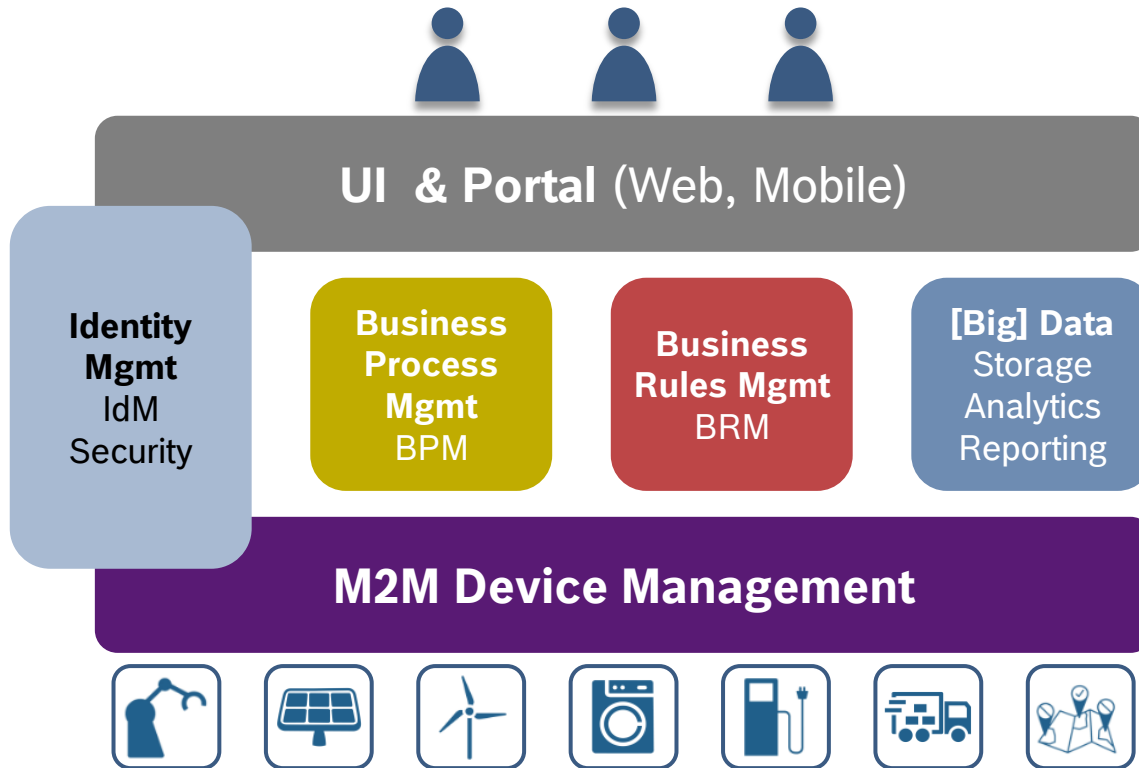 UI & Portal (Web, Mobile)
Identity
Mgmt
IdM
Security
Business
Process
Mgmt
BPM
Business
Rules Mgmt
BRM
[Big] Data
Storage
Analytics
Reporting
M2M Device Management